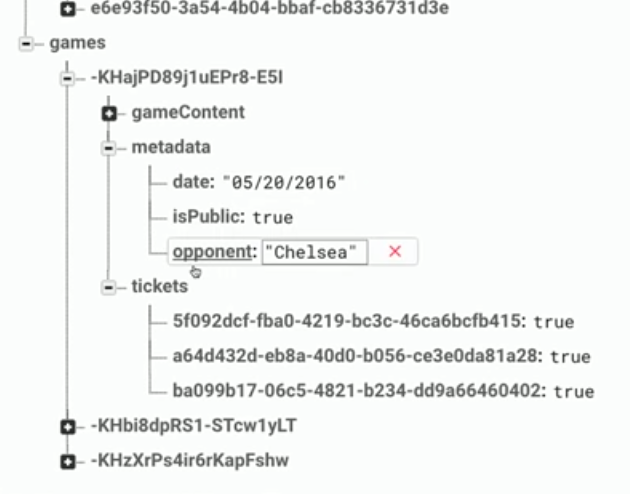 e6e93f50-3a54-4b04-bbaf-cb8336731d3e
games
-KHajPD89j1uEPr8-E5I
gameContent
metadata
date: "05/20/2016"
isPublic: true
opponent: "Chelsea" ×
tickets
5f092dcf-fba0-4219-bc3c-46ca6bcfb415: true
a64d432d-eb8a-40d0-b056-ce3e0da81a28: true
ba099b17-06c5-4821-b234-dd9a66460402: true
-KHbi8dpRS1-STcw1yLT
-KHzXrPs4ir6rKapFshw